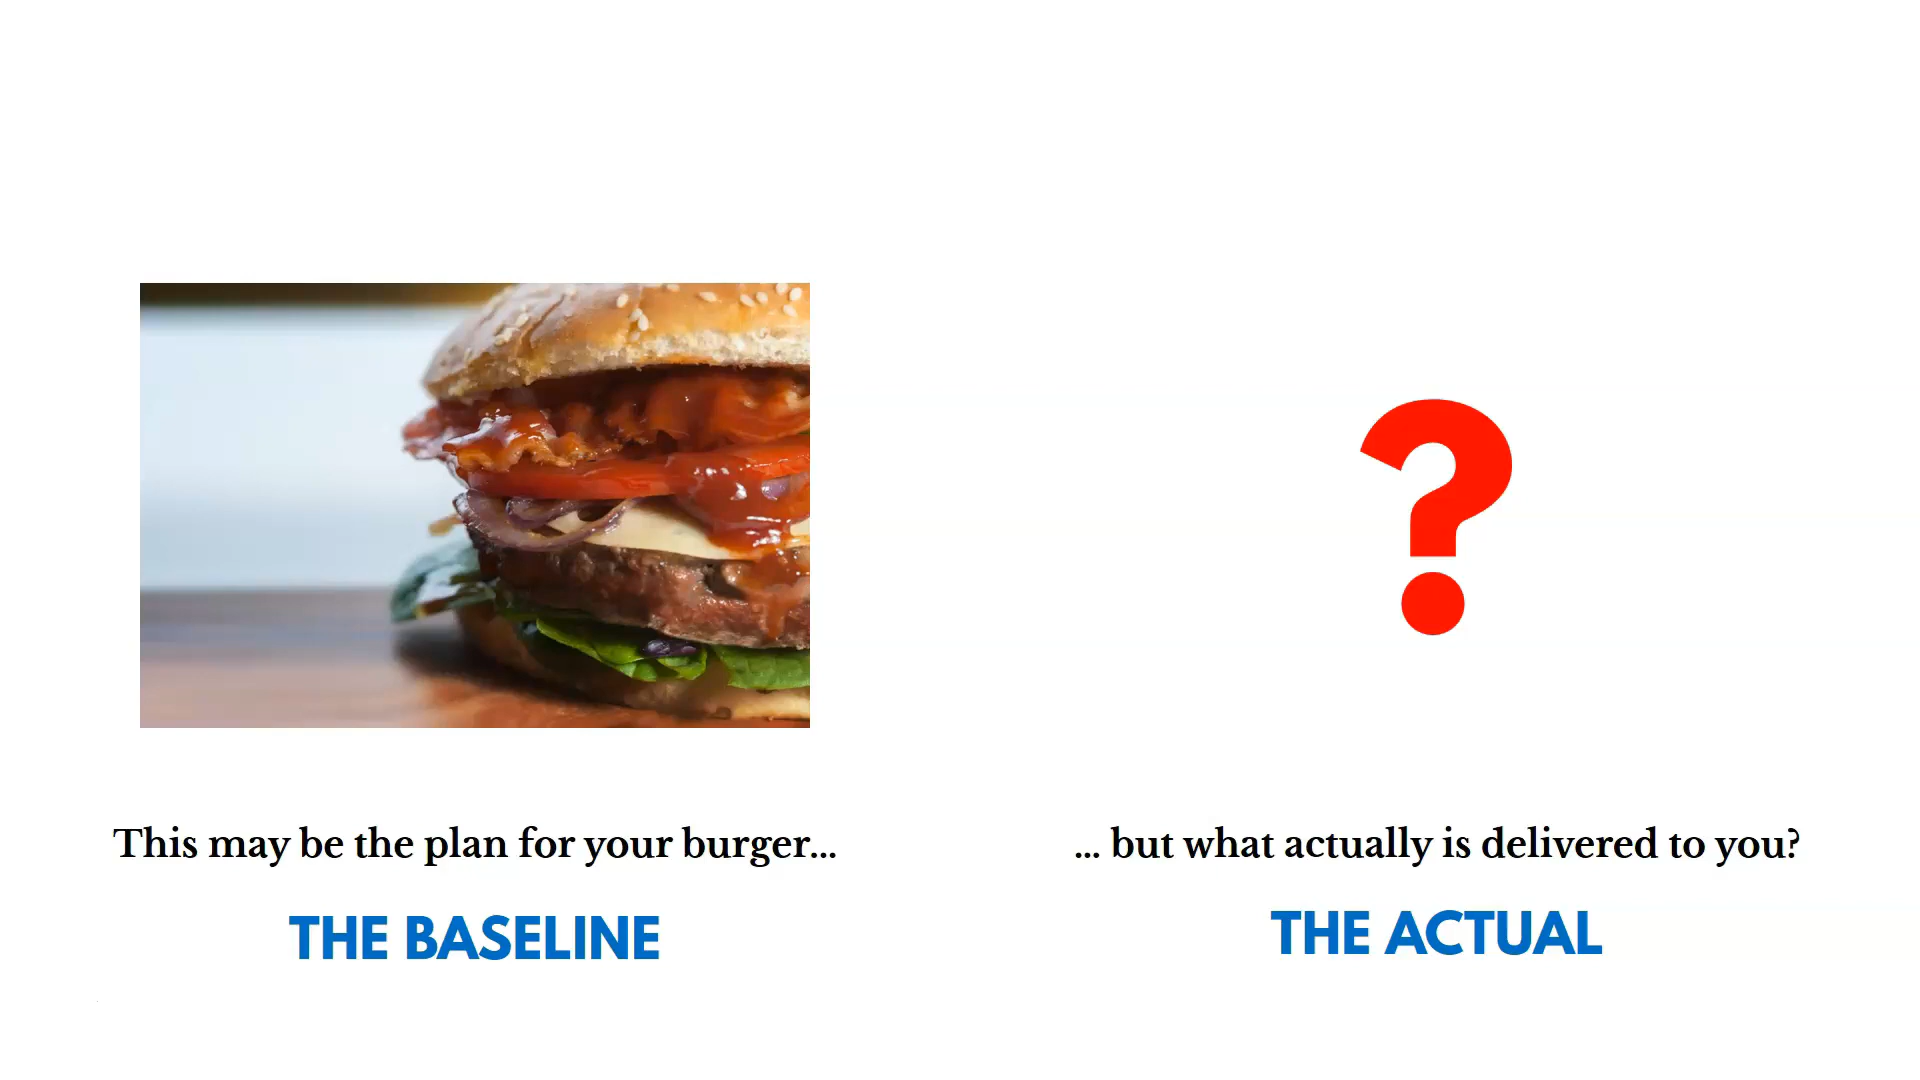 This may be the plan for your burger...
THE BASELINE
?
... but what actually is delivered to you?
THE ACTUAL